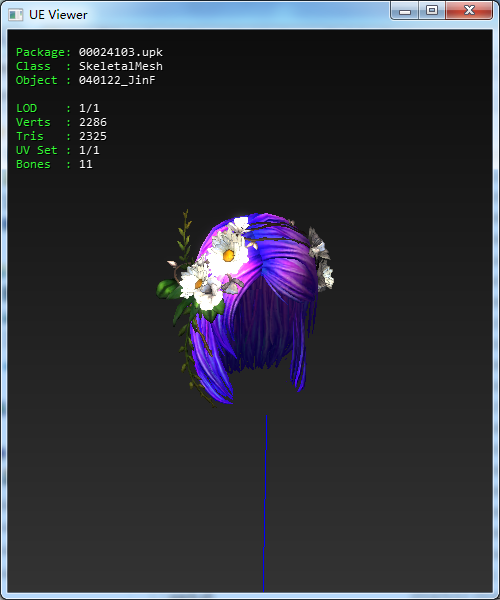 UE Viewer
Package: 00024103.upk
Class : SkeletalMesh
Object : 040122_JinF
LOD : 1/1
Verts : 2286
Tris : 2325
UV Set : 1/1
Bones : 11